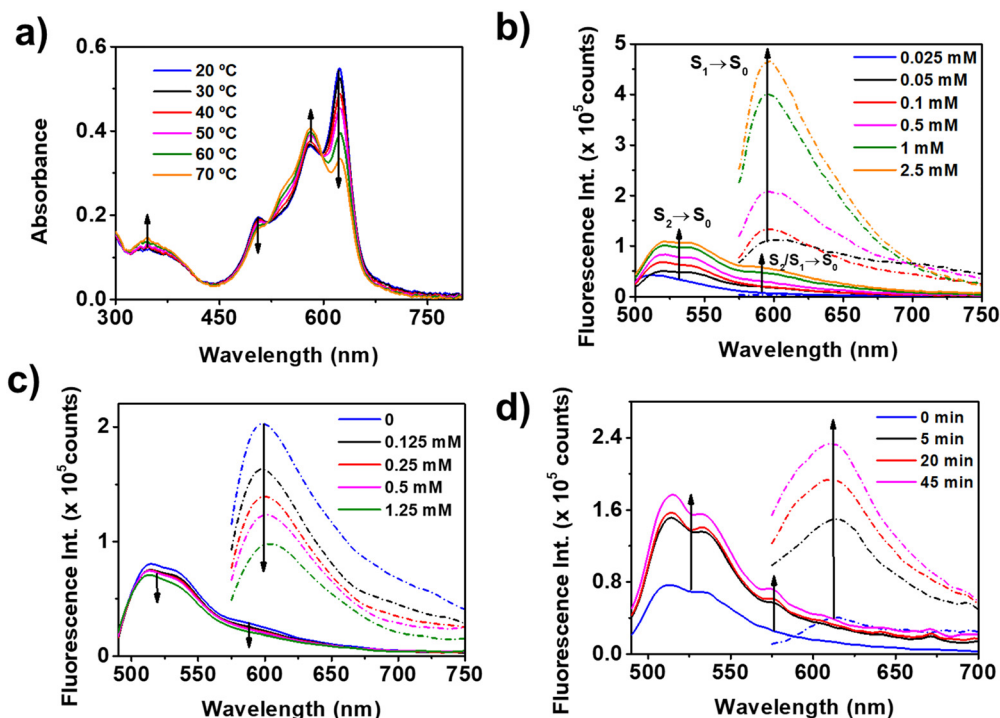 a)
Absorbance
0.6
0.4
0.2
0.0
20 ºC
30 ºC
40 ºC
50 ºC
60 ºC
70 ºC
300 450 600 750
Wavelength (nm)
b)
Fluorescence Int. (x 10⁵counts)
5
4
3
2
1
0
S₁→S₀
S₂→S₀
S₂/S₁→S₀
0.025 mM
0.05 mM
0.1 mM
0.5 mM
1 mM
2.5 mM
500 550 600 650 700 750
Wavelength (nm)
c)
Fluorescence Int. (x 10⁵counts)
2
1
0
0
0.125 mM
0.25 mM
0.5 mM
1.25 mM
500 550 600 650 700 750
Wavelength (nm)
d)
Fluorescence Int. (x 10⁵ counts)
2.4
1.6
0.8
0.0
0 min
5 min
20 min
45 min
500 550 600 650 700
Wavelength (nm)